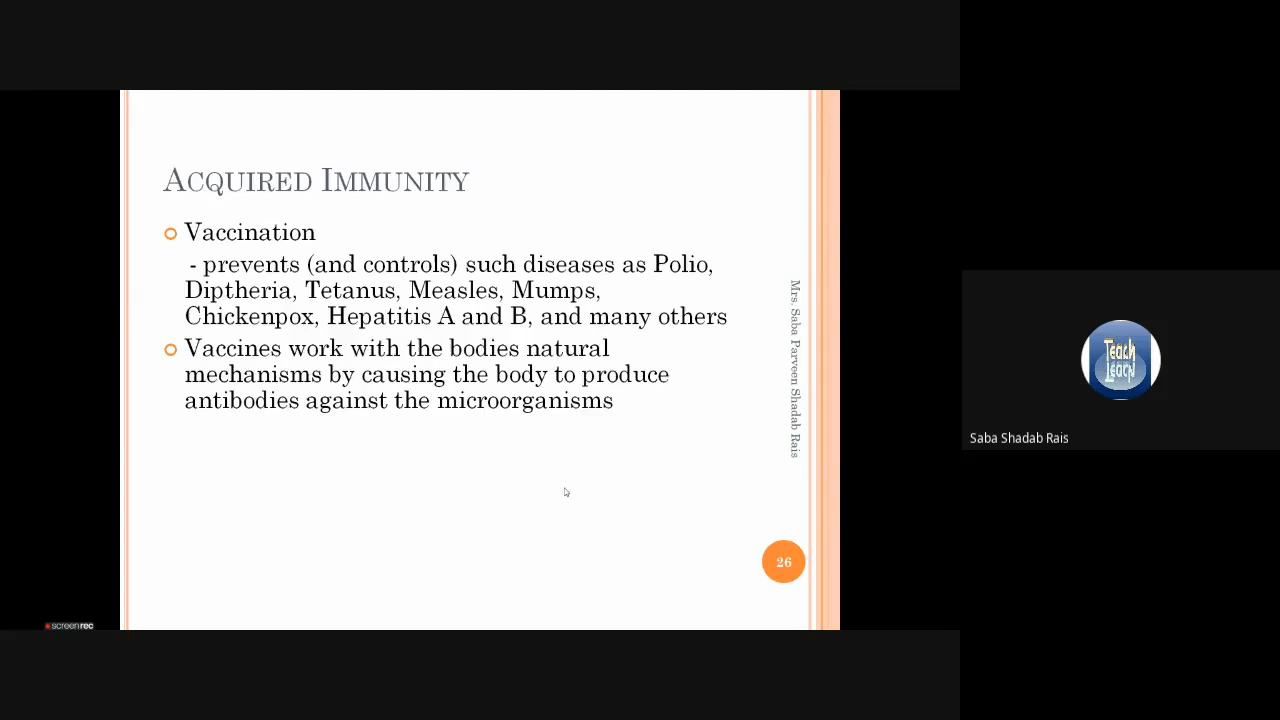 ACQUIRED IMMUNITY
Vaccination
- prevents (and controls) such diseases as Polio,
Diptheria, Tetanus, Measles, Mumps,
Chickenpox, Hepatitis A and B, and many others
Vaccines work with the bodies natural
mechanisms by causing the body to produce
antibodies against the microorganisms
Mrs. Saba Parveen Shadab Rais
26
screenrec
Teach
Learn
Saba Shadab Rais